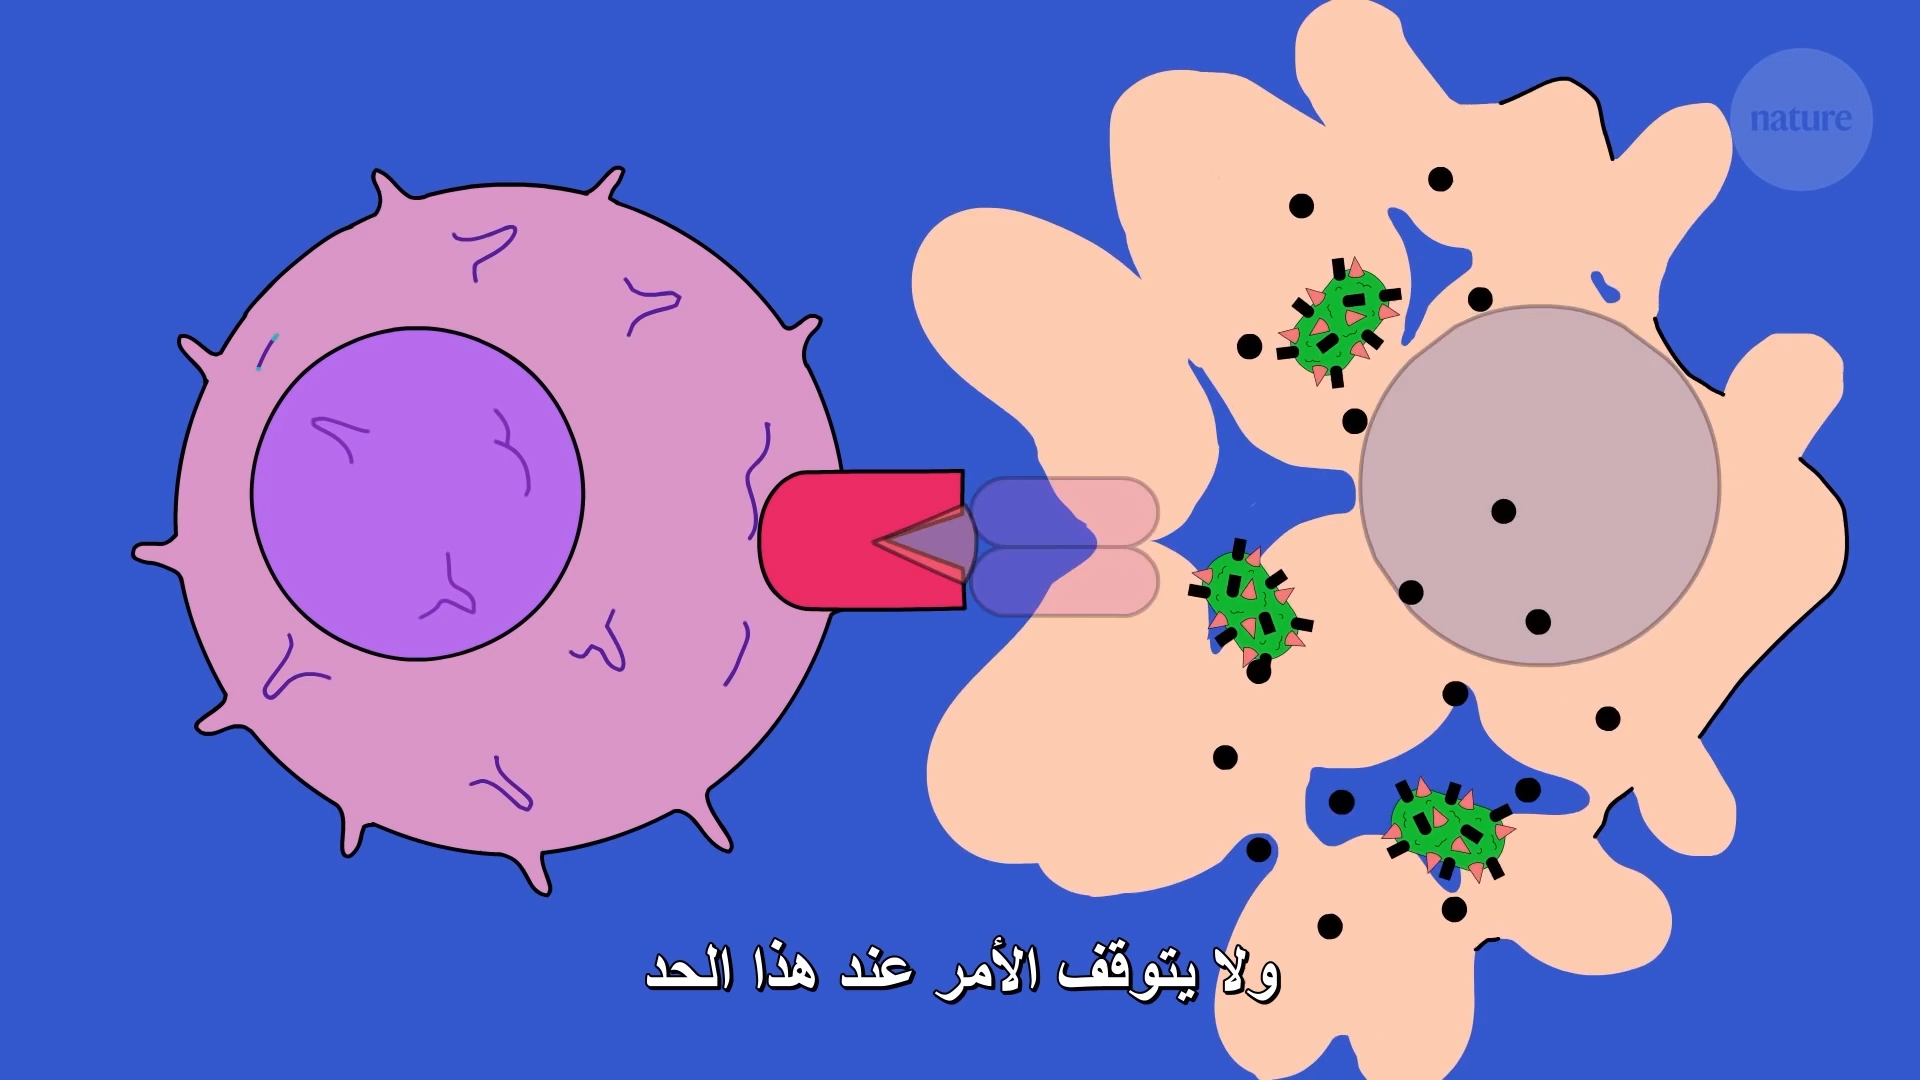 nature
ولا يتوقف الأمر عند هذا الحد